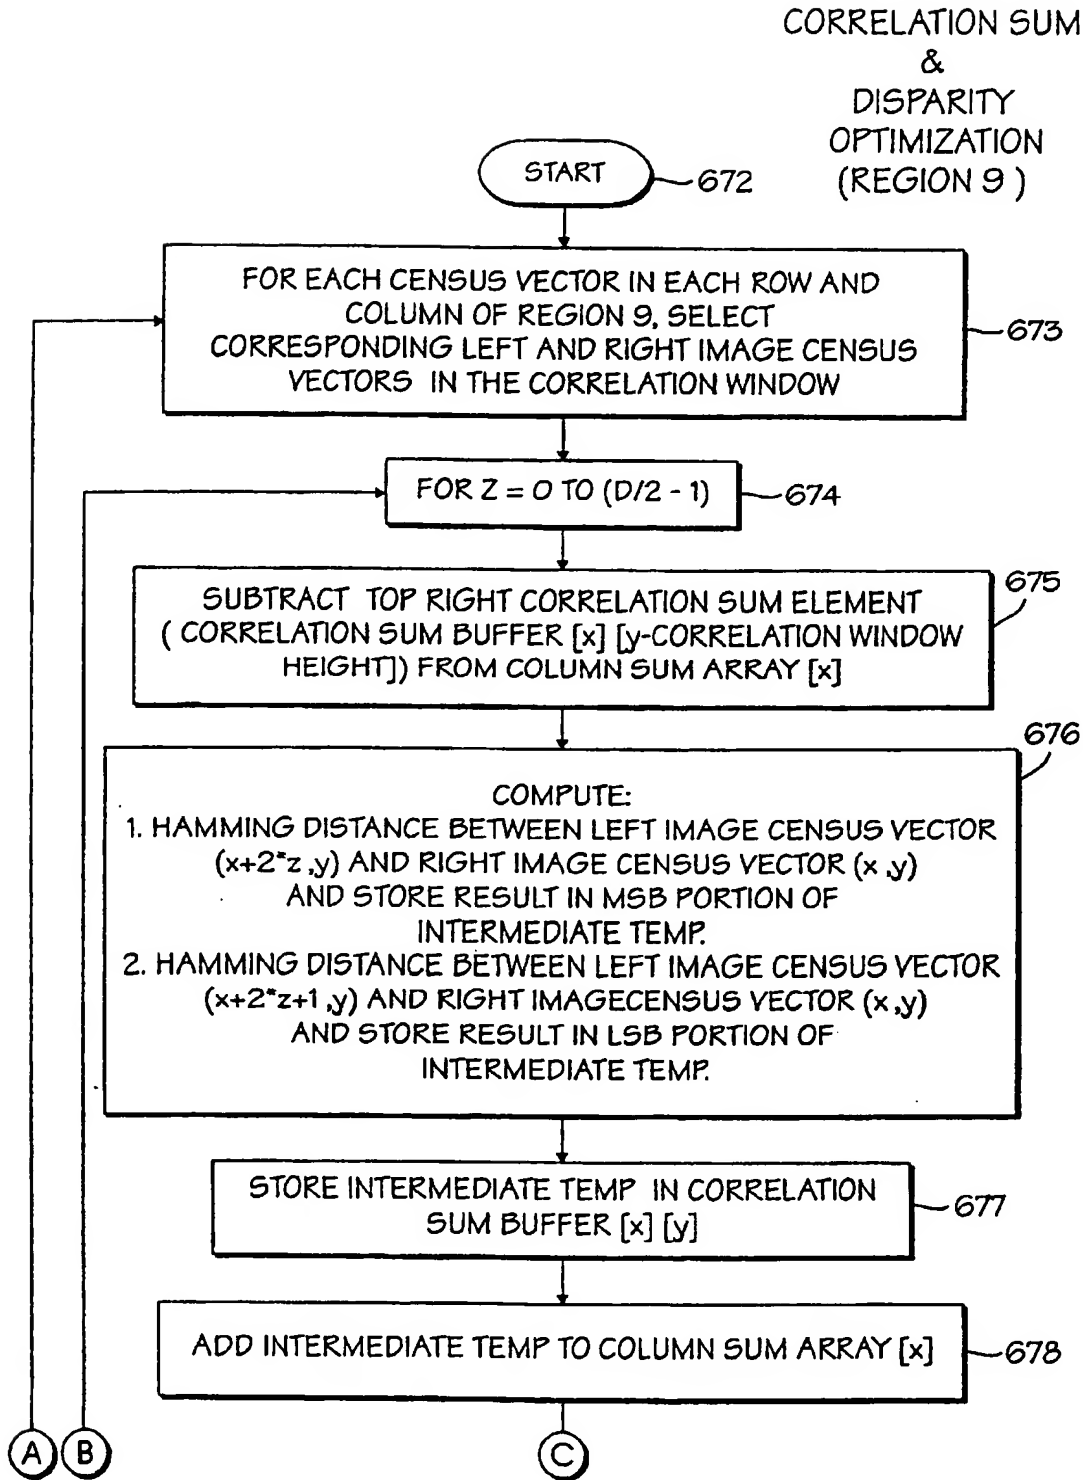 CORRELATION SUM
&
DISPARITY
OPTIMIZATION
(REGION 9 )
START
672
FOR EACH CENSUS VECTOR IN EACH ROW AND
COLUMN OF REGION 9, SELECT
CORRESPONDING LEFT AND RIGHT IMAGE CENSUS
VECTORS IN THE CORRELATION WINDOW
673
FOR Z = 0 TO (D/2 - 1)
674
675
SUBTRACT TOP RIGHT CORRELATION SUM ELEMENT
( CORRELATION SUM BUFFER [x] [y-CORRELATION WINDOW
HEIGHT]) FROM COLUMN SUM ARRAY [x]
676
COMPUTE:
1. HAMMING DISTANCE BETWEEN LEFT IMAGE CENSUS VECTOR
(x+2*z ,y) AND RIGHT IMAGE CENSUS VECTOR (x ,y)
AND STORE RESULT IN MSB PORTION OF
INTERMEDIATE TEMP.
2. HAMMING DISTANCE BETWEEN LEFT IMAGE CENSUS VECTOR
(x+2*z+1 ,y) AND RIGHT IMAGECENSUS VECTOR (x ,y)
AND STORE RESULT IN LSB PORTION OF
INTERMEDIATE TEMP.
STORE INTERMEDIATE TEMP IN CORRELATION
SUM BUFFER [x] [y]
677
ADD INTERMEDIATE TEMP TO COLUMN SUM ARRAY [x]
678
A B C